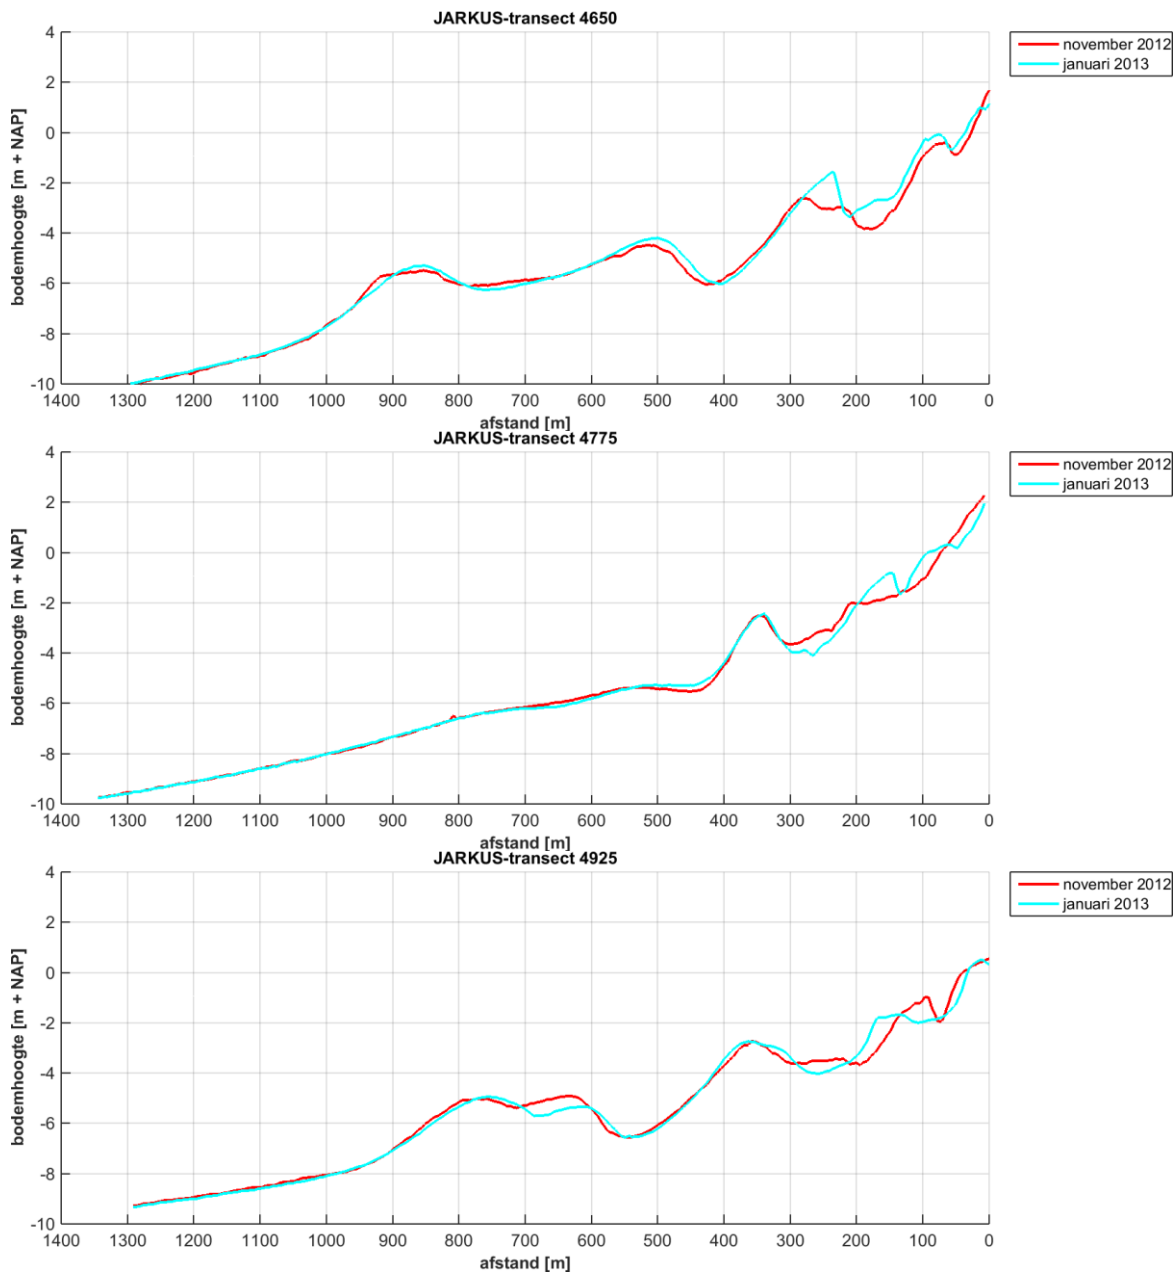 JARKUS-transect 4650
bodemhoogte [m + NAP]
4
2
0
-2
-4
-6
-8
-10
1400 1300 1200 1100 1000 900 800 700 600 500 400 300 200 100 0
afstand [m]
november 2012
januari 2013
JARKUS-transect 4775
bodemhoogte [m + NAP]
4
2
0
-2
-4
-6
-8
-10
1400 1300 1200 1100 1000 900 800 700 600 500 400 300 200 100 0
afstand [m]
november 2012
januari 2013
JARKUS-transect 4925
bodemhoogte [m + NAP]
4
2
0
-2
-4
-6
-8
-10
1400 1300 1200 1100 1000 900 800 700 600 500 400 300 200 100 0
afstand [m]
november 2012
januari 2013